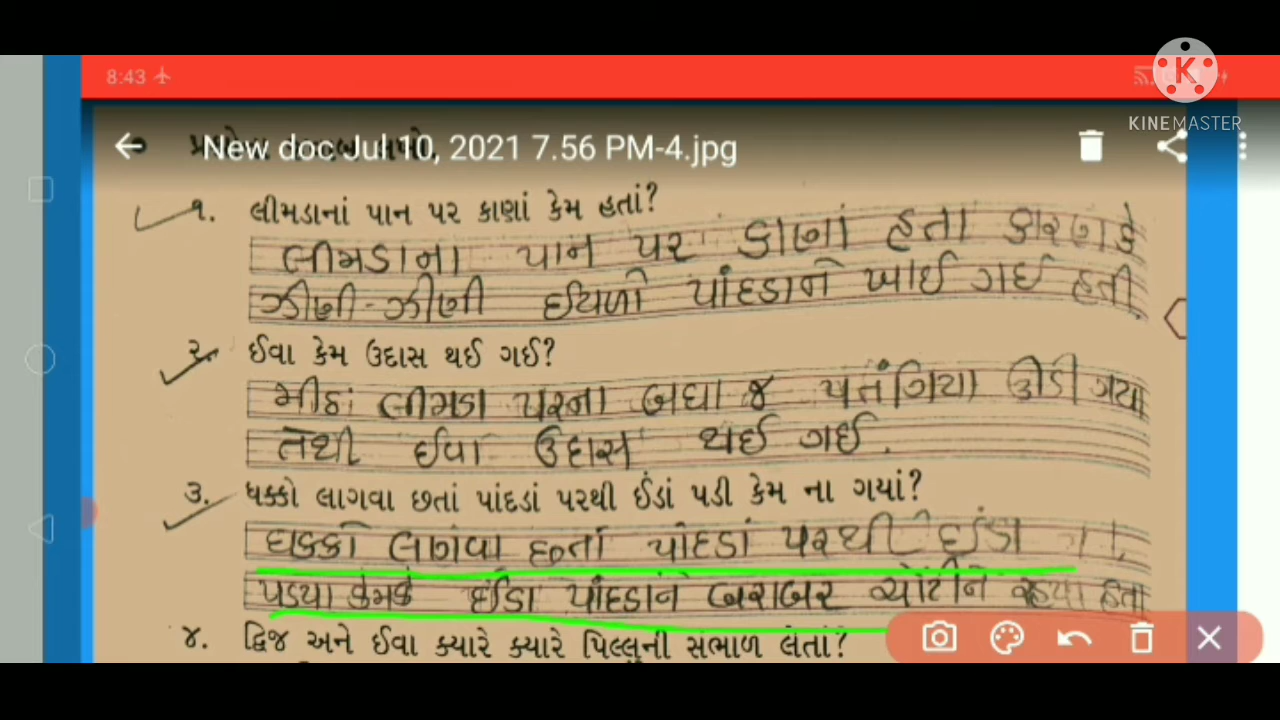 8:43
KINEMASTER
New doc Jul 10, 2021 7.56 PM-4.jpg
૧. લીમડાનાં પાન પર કાણાં કેમ હતાં?
લીમડાના પાન પર કાણાં હતા કારણકે
ઝીણી-ઝીણી ઈયળો પાંદડાને ખાઈ ગઈ હતી.
૨. ઈવા કેમ ઉદાસ થઈ ગઈ?
મીઠાં લીમડા પરના બધા જ પતંગિયા ઊડી ગયા
તેથી ઈવા ઉદાસ થઈ ગઈ.
૩. ધક્કો લાગવા છતાં પાંદડાં પરથી ઈંડાં પડી કેમ ના ગયાં?
ધક્કો લાગવા છતાં પાંદડાં પરથી ઈંડા
પડયા કેમકે ઈંડા પાંદડાંને બરાબર ચોંટીને રહયા હતા
૪. દ્વિજ અને ઈવા ક્યારે ક્યારે પિલ્લુની સંભાળ લેતાં?